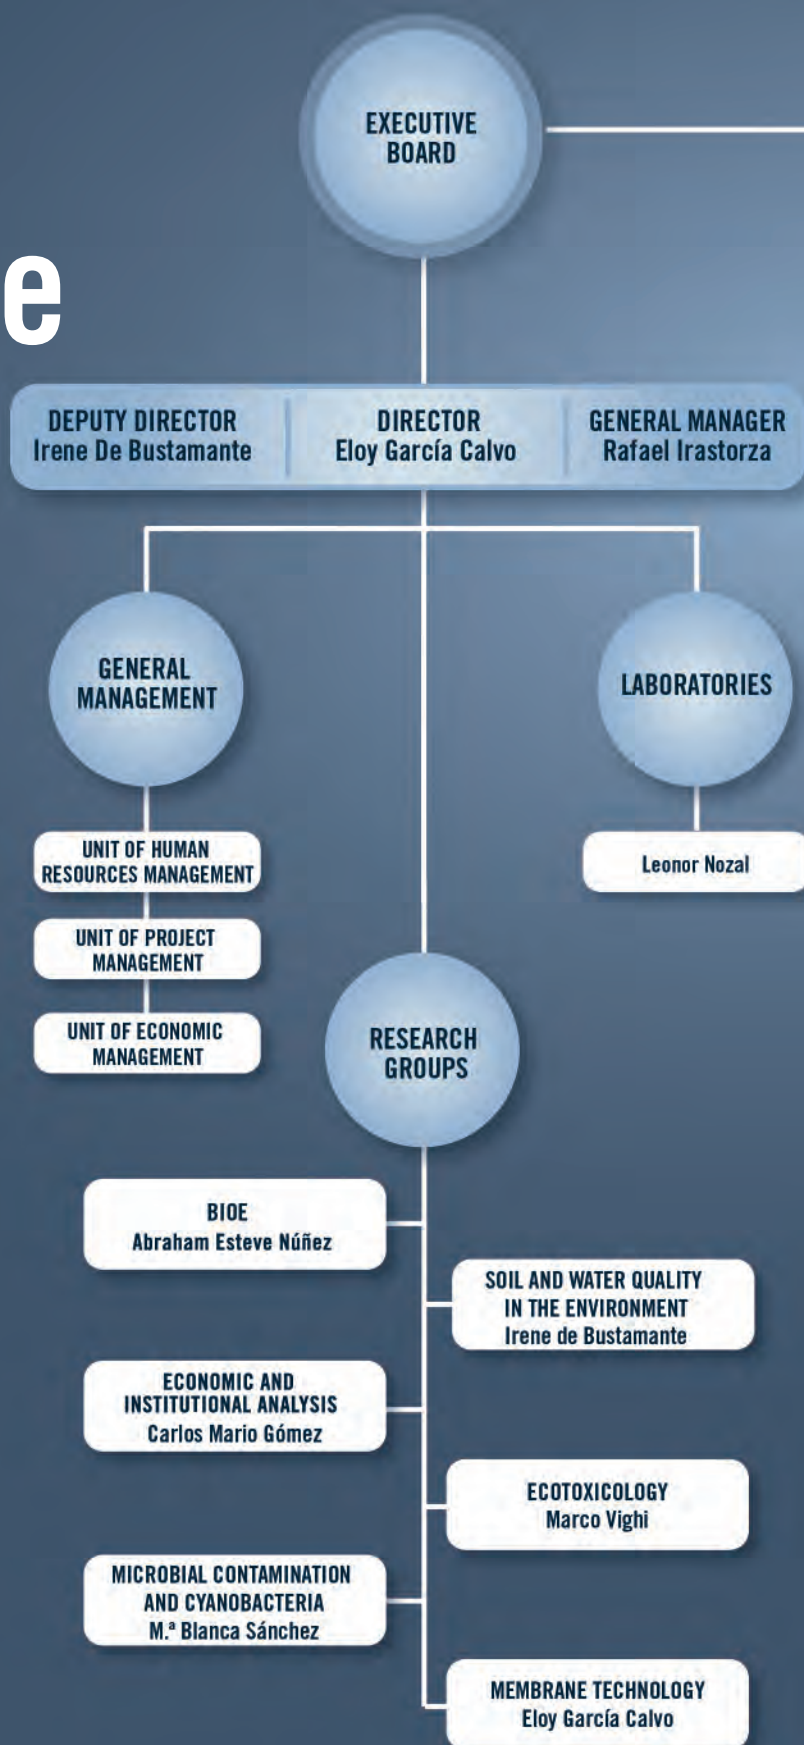 EXECUTIVE
BOARD
e
DEPUTY DIRECTOR
Irene De Bustamante
DIRECTOR
Eloy García Calvo
GENERAL MANAGER
Rafael Irastorza
GENERAL
MANAGEMENT
LABORATORIES
UNIT OF HUMAN
RESOURCES MANAGEMENT
Leonor Nozal
UNIT OF PROJECT
MANAGEMENT
UNIT OF ECONOMIC
MANAGEMENT
RESEARCH
GROUPS
BIOE
Abraham Esteve Núñez
SOIL AND WATER QUALITY
IN THE ENVIRONMENT
Irene de Bustamante
ECONOMIC AND
INSTITUTIONAL ANALYSIS
Carlos Mario Gómez
ECOTOXICOLOGY
Marco Vighi
MICROBIAL CONTAMINATION
AND CYANOBACTERIA
M.ª Blanca Sánchez
MEMBRANE TECHNOLOGY
Eloy García Calvo